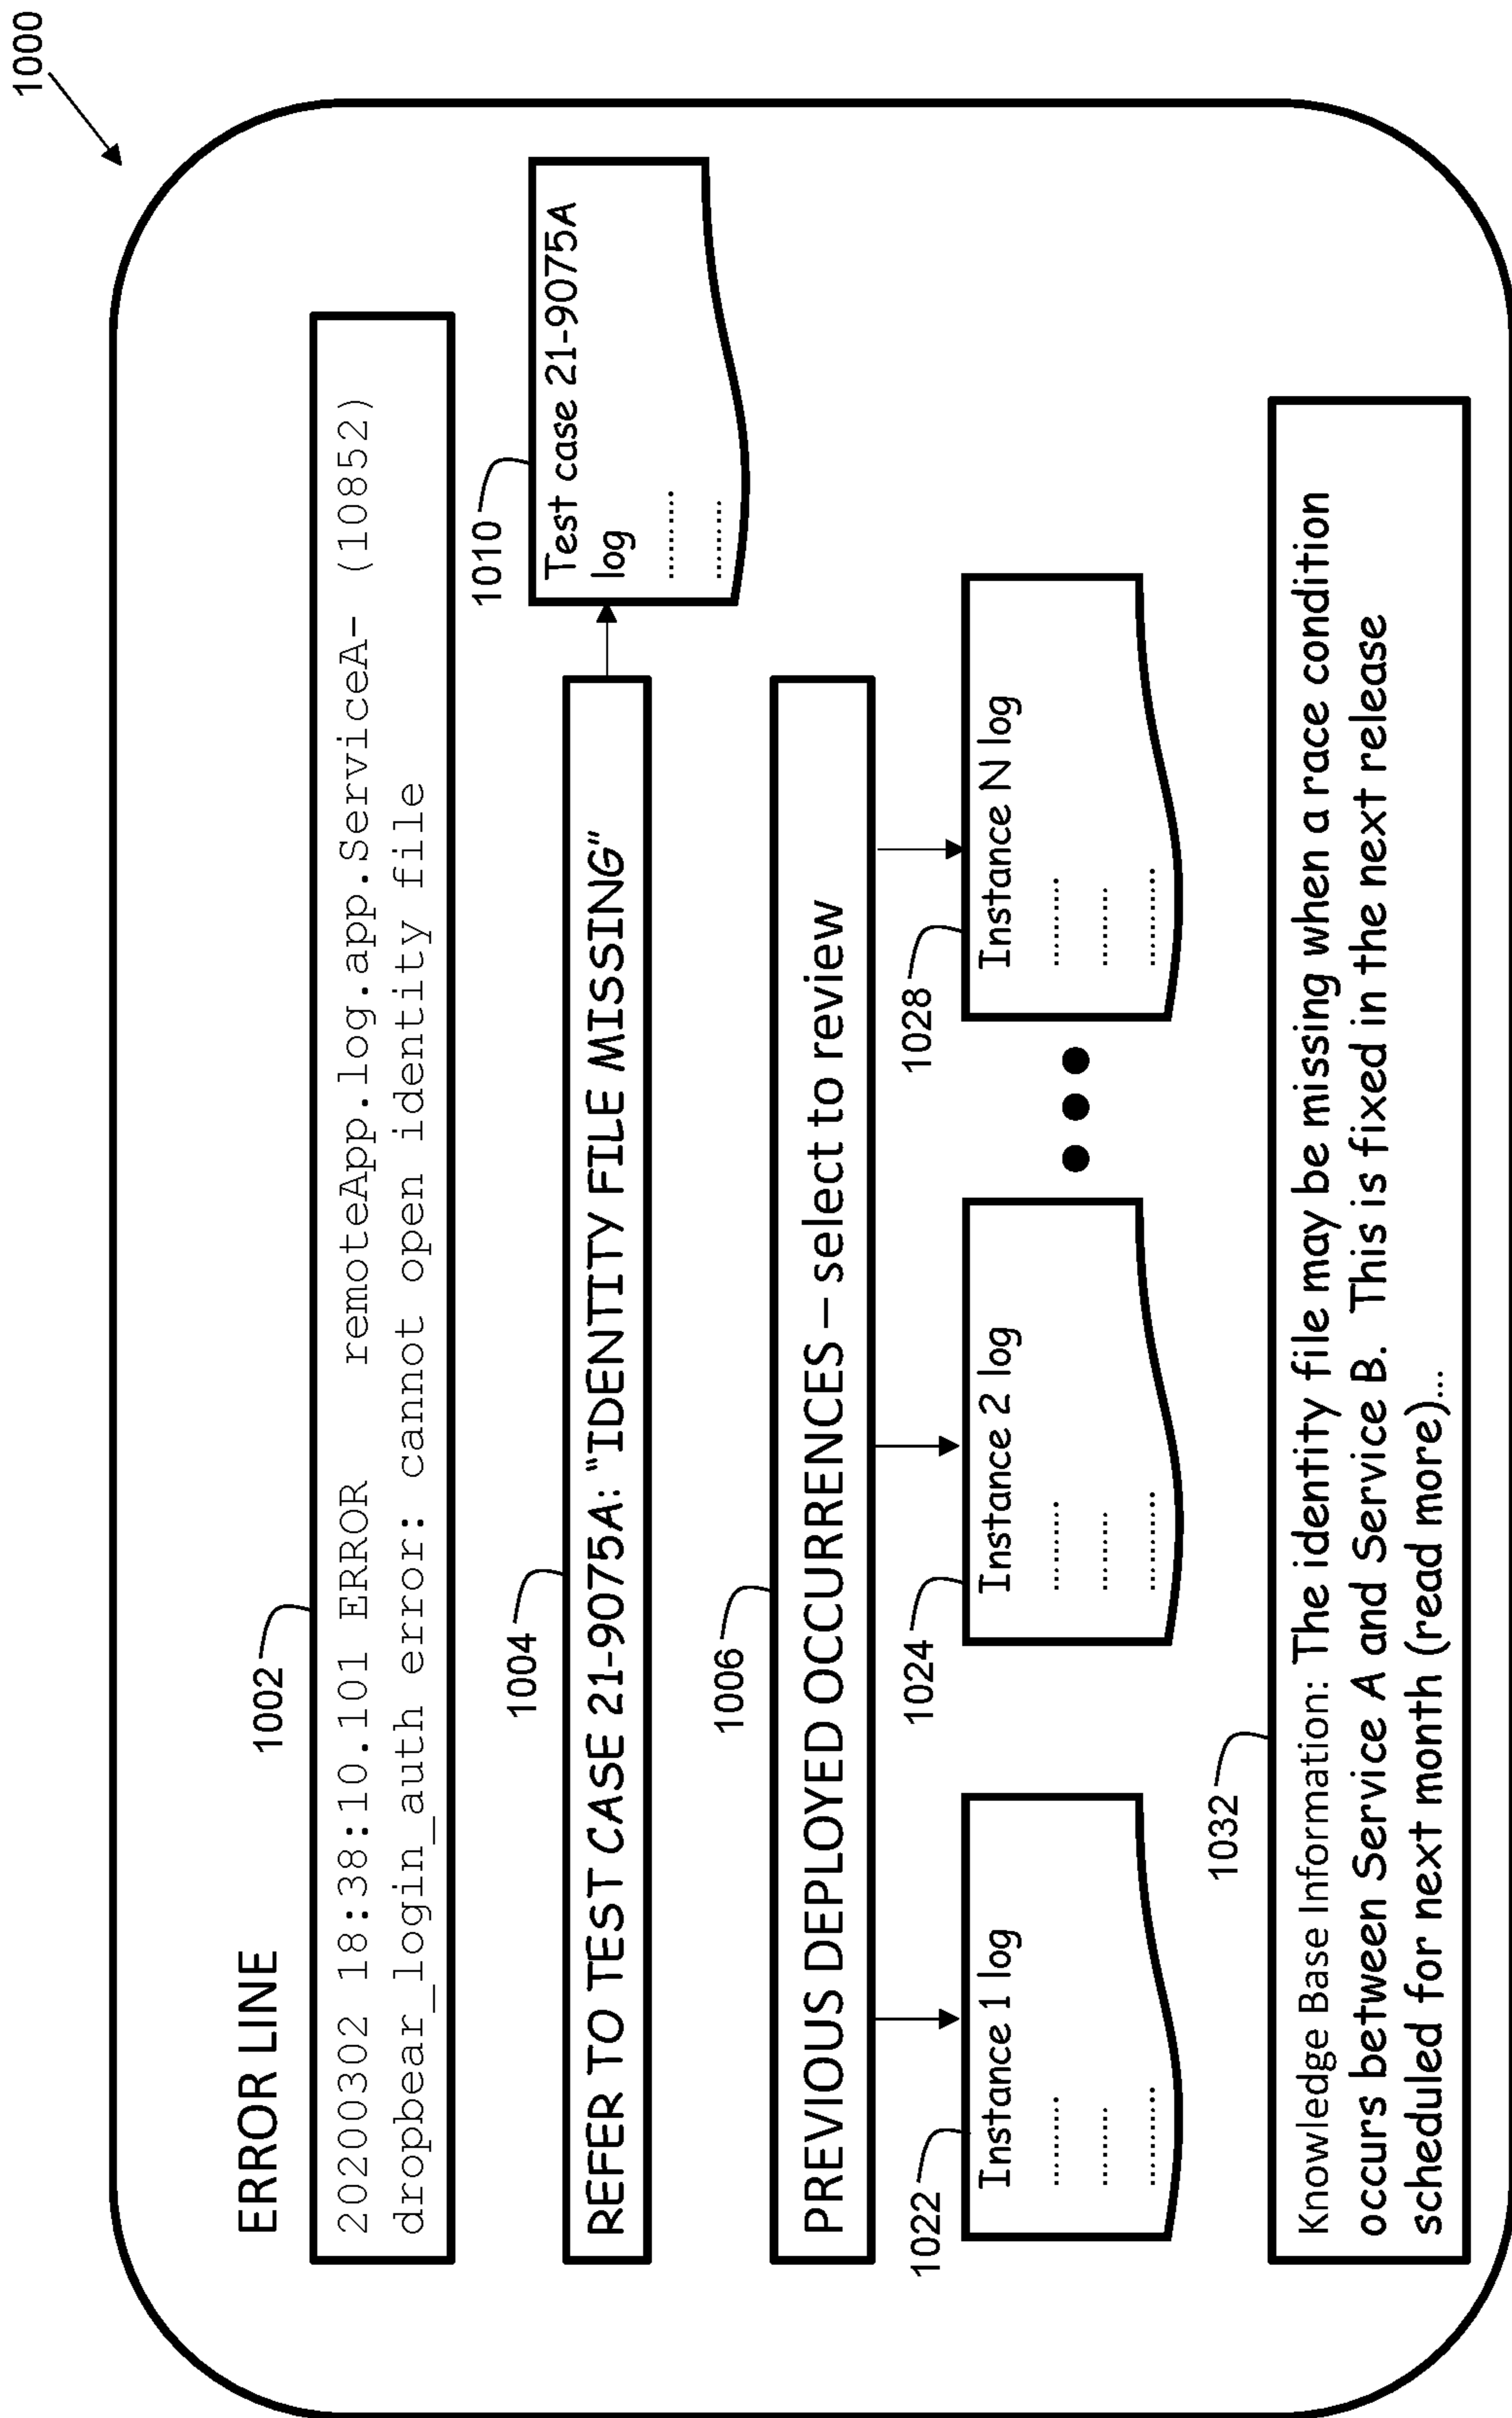 1000
ERROR LINE
1002
20200302 18:38:10.101 ERROR remoteApp.log.app.ServiceA- (10852)
dropbear_login_auth error: cannot open identity file
1004
REFER TO TEST CASE 21-9075A: "IDENTITY FILE MISSING"
1010
Test case 21-9075A
log
..........
........
1006
PREVIOUS DEPLOYED OCCURRENCES – select to review
1022
Instance 1 log
..........
........
...........
1024
Instance 2 log
..........
........
...........
1028
Instance N log
..........
........
...........
1032
Knowledge Base Information: The identity file may be missing when a race condition
occurs between Service A and Service B. This is fixed in the next release
scheduled for next month (read more)...